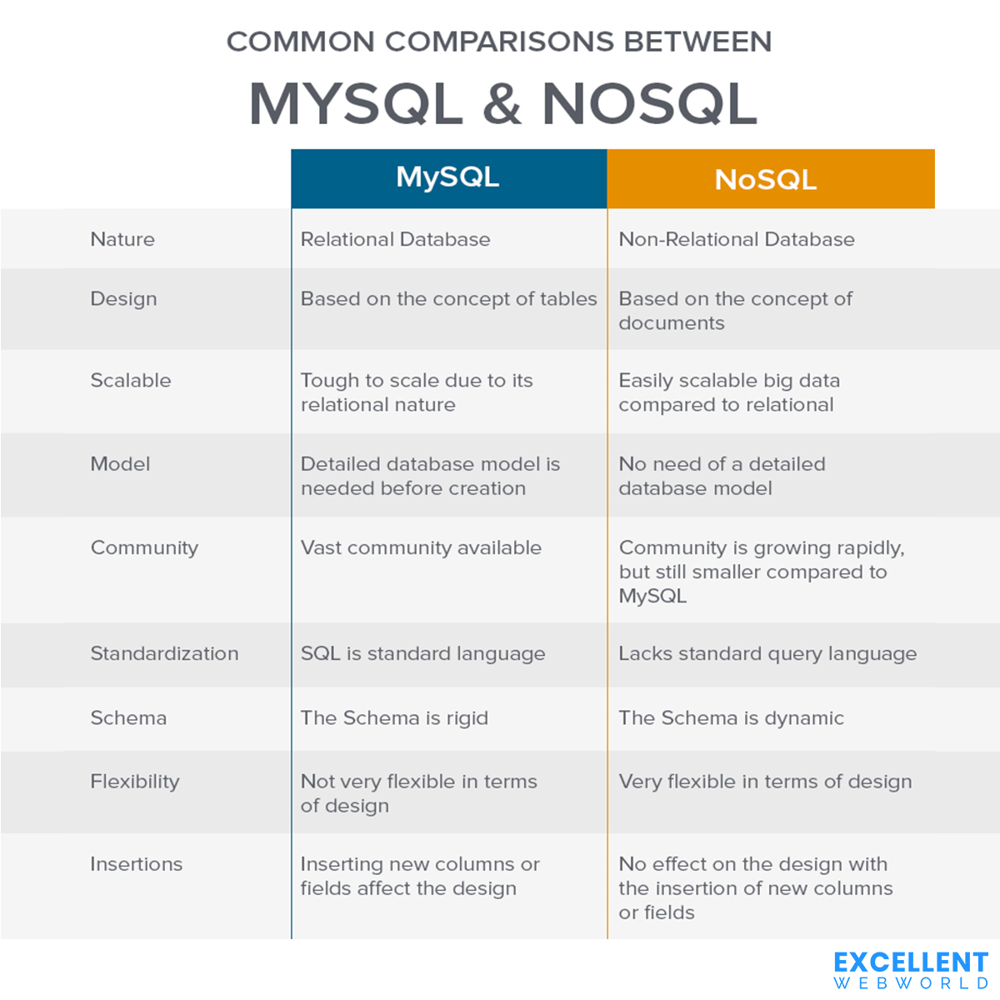 COMMON COMPARISONS BETWEEN
MYSQL & NOSQL
MySQL
NoSQL
Nature
Relational Database
Non-Relational Database
Design
Based on the concept of tables
Based on the concept of
documents
Scalable
Tough to scale due to its
relational nature
Easily scalable big data
compared to relational
Model
Detailed database model is
needed before creation
No need of a detailed
database model
Community
Vast community available
Community is growing rapidly,
but still smaller compared to
MySQL
Standardization
SQL is standard language
Lacks standard query language
Schema
The Schema is rigid
The Schema is dynamic
Flexibility
Not very flexible in terms
of design
Very flexible in terms of design
Insertions
Inserting new columns or
fields affect the design
No effect on the design with
the insertion of new columns
or fields
EXCELLENT
WEBWORLD